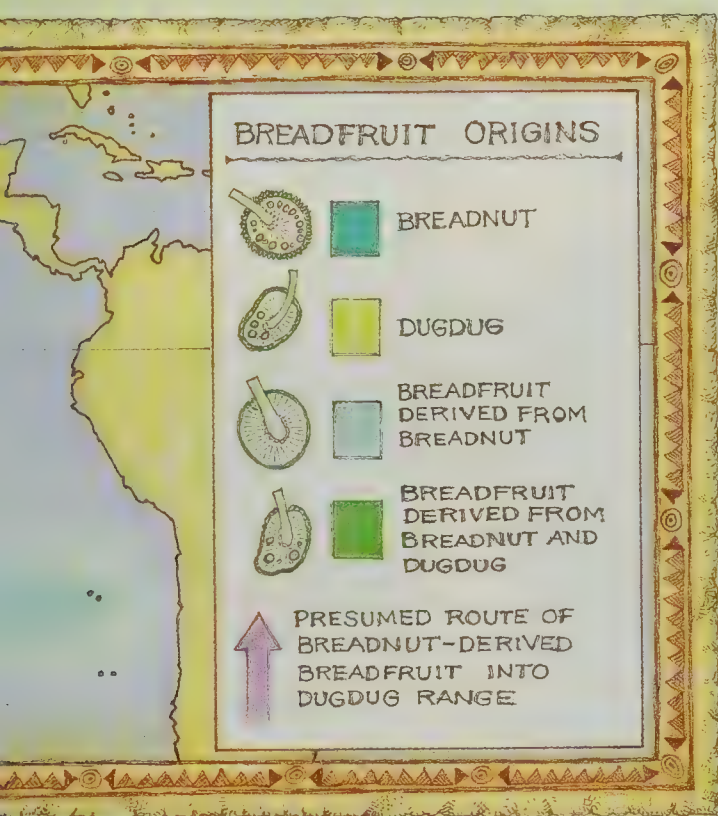 BREADFRUIT ORIGINS
BREADNUT
DUGDUG
BREADFRUIT
DERIVED FROM
BREADNUT
BREADFRUIT
DERIVED FROM
BREADNUT AND
DUGDUG
PRESUMED ROUTE OF
BREADNUT-DERIVED
BREADFRUIT INTO
DUGDUG RANGE